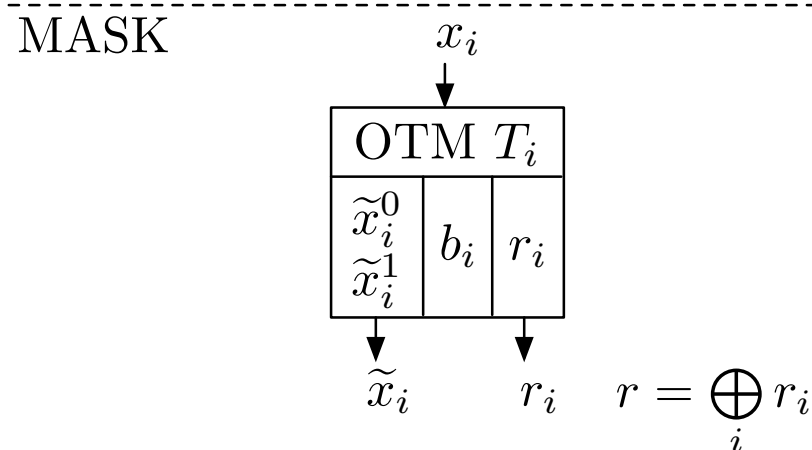 MASK
x_i
OTM T_i
x̃_i^0
x̃_i^1
b_i
r_i
x̃_i
r_i
r = ⊕_i r_i